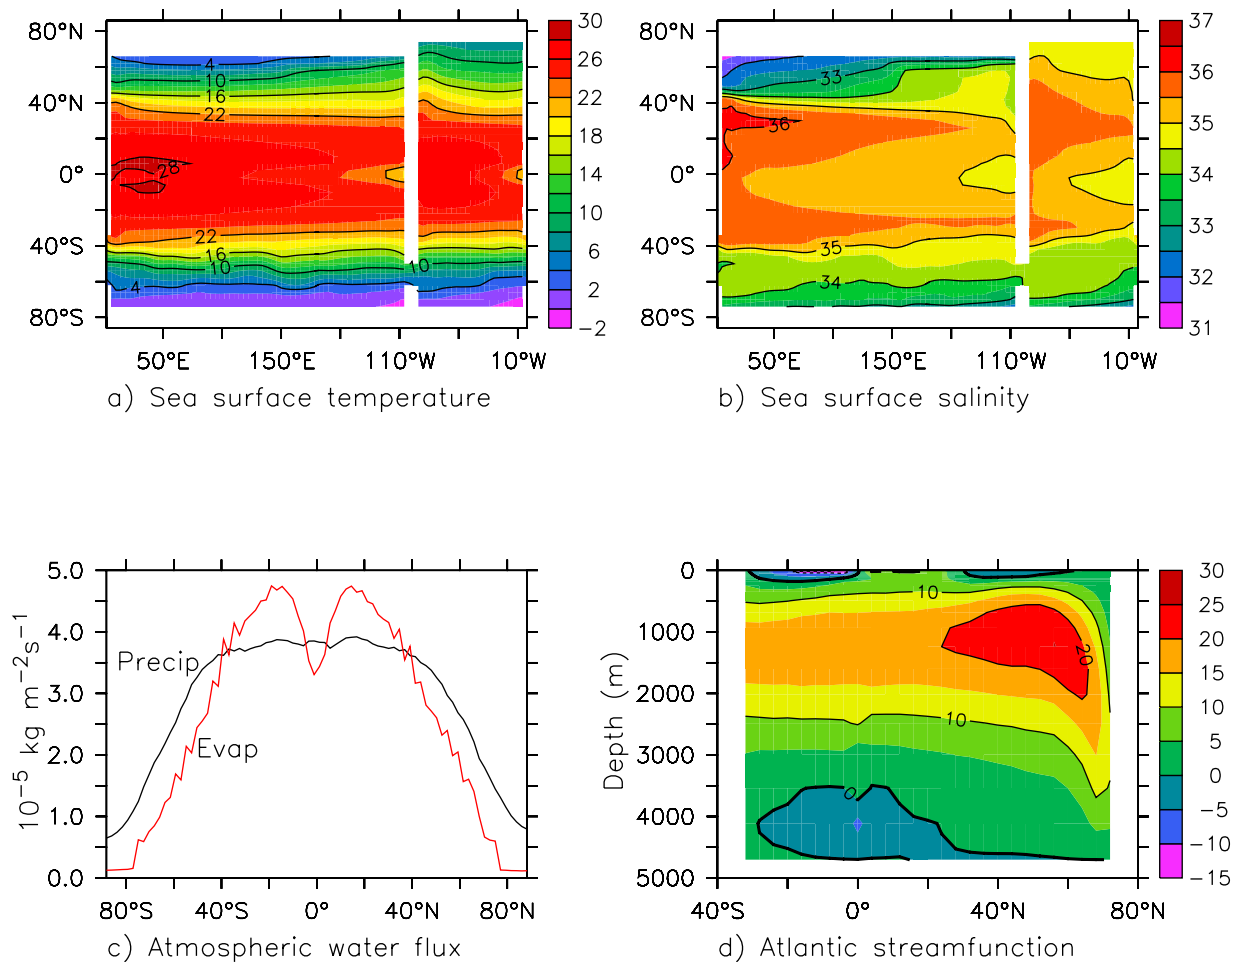 80°N
40°N
0°
40°S
80°S
50°E 150°E 110°W 10°W
4
10
16
22
28
22
16
10
10
4
30
26
22
18
14
10
6
2
−2
a) Sea surface temperature
80°N
40°N
0°
40°S
80°S
50°E 150°E 110°W 10°W
33
36
35
34
37
36
35
34
33
32
31
b) Sea surface salinity
5.0
4.0
3.0
2.0
1.0
0.0
10−5 kg m−2s−1
Precip
Evap
80°S 40°S 0° 40°N 80°N
c) Atmospheric water flux
0
1000
2000
3000
4000
5000
Depth (m)
10
20
10
0
40°S 0° 40°N 80°N
30
25
20
15
10
5
0
−5
−10
−15
d) Atlantic streamfunction